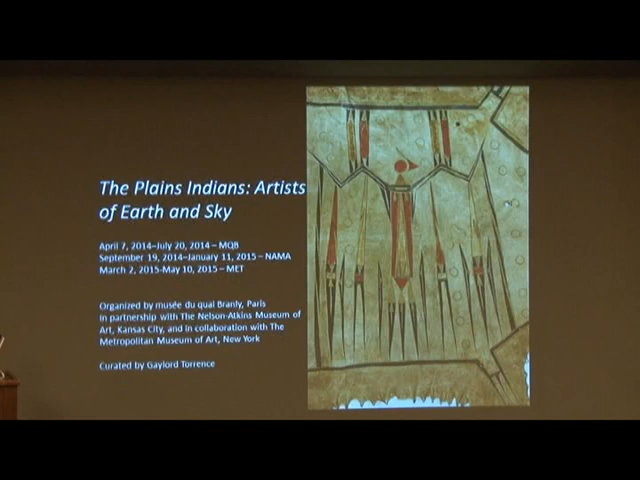 The Plains Indians: Artists
of Earth and Sky
April 7, 2014–July 20, 2014 – MQB
September 19, 2014–January 11, 2015 – NAMA
March 2, 2015-May 10, 2015 – MET
Organized by musée du quai Branly, Paris
in partnership with The Nelson-Atkins Museum of
Art, Kansas City, and in collaboration with The
Metropolitan Museum of Art, New York
Curated by Gaylord Torrence